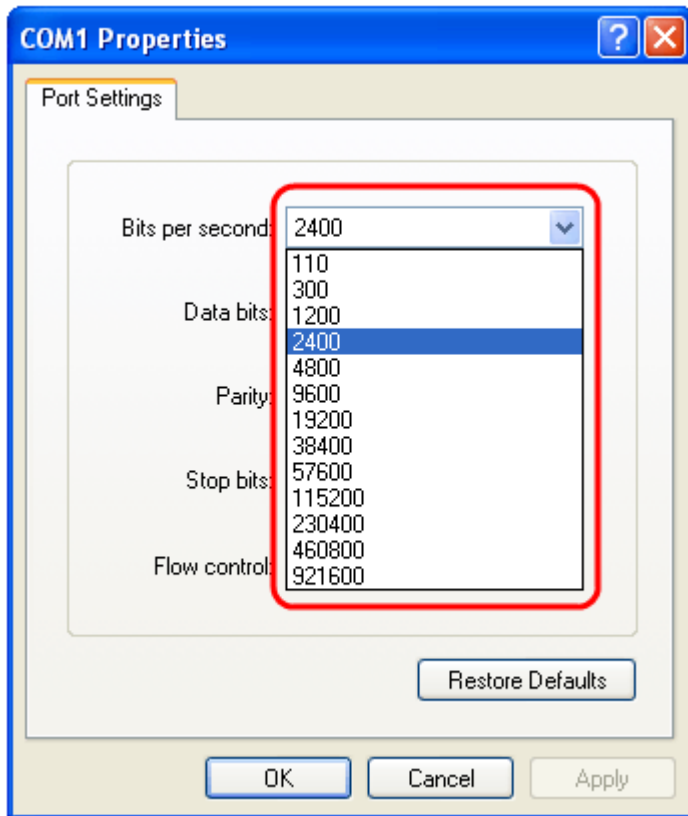 COM1 Properties
Port Settings
Bits per second: 2400
110
300
1200
2400
4800
9600
19200
38400
57600
115200
230400
460800
921600
Data bits:
Parity:
Stop bits:
Flow control:
Restore Defaults
OK Cancel Apply